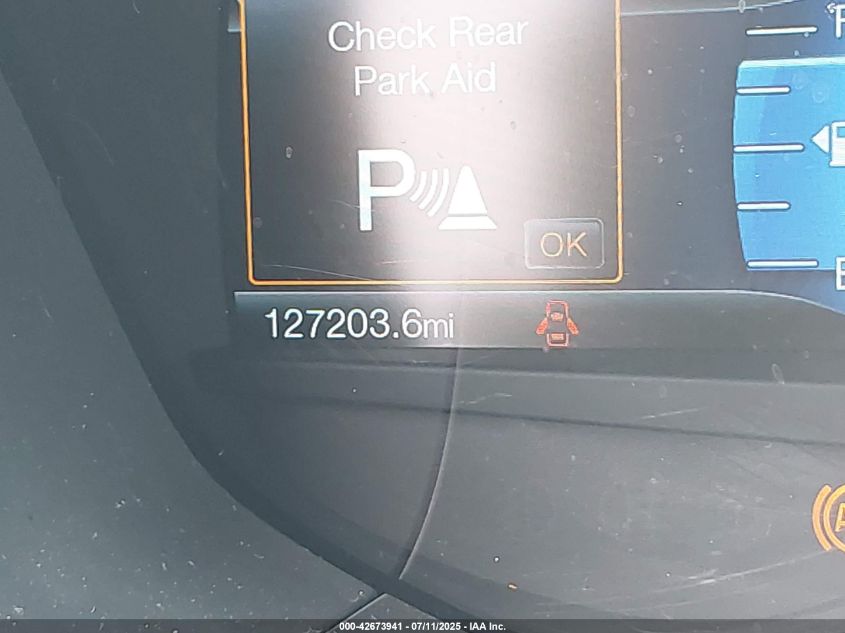 Check Rear
Park Aid
P
OK
127203.6mi
000-42673941 - 07/11/2025 - IAA Inc.